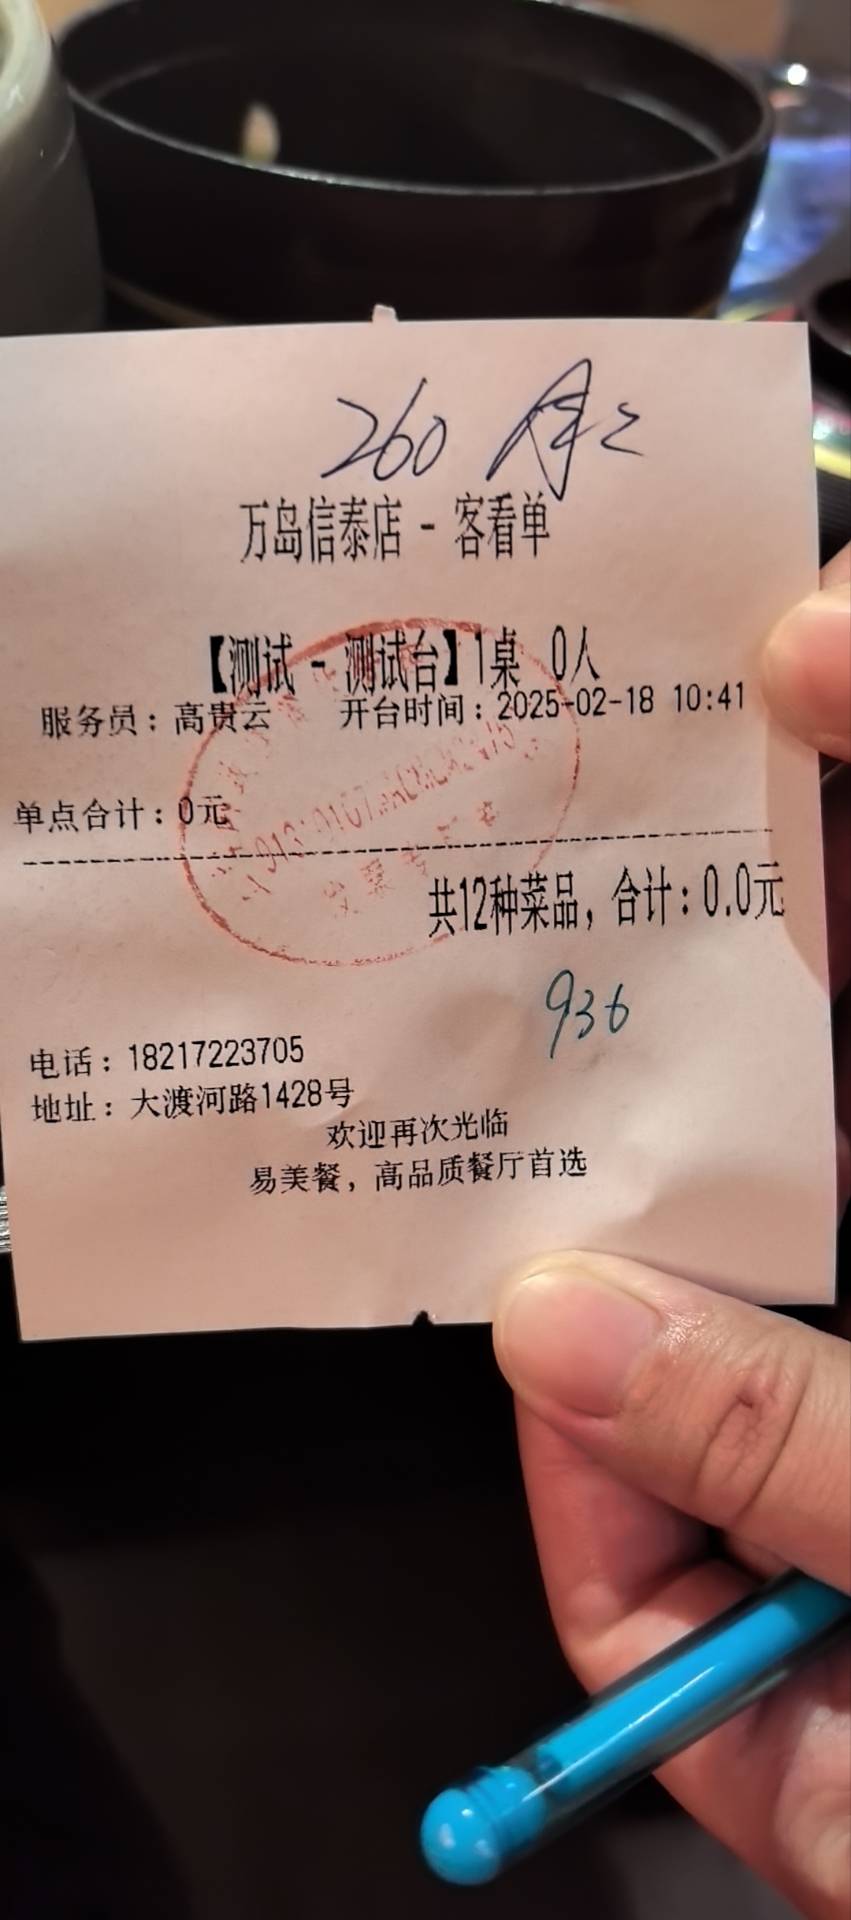 260
万岛信泰店 - 客看单
【测试 - 测试台】1桌 0人
服务员：高贵云 开台时间：2025-02-18 10:41
单点合计：0元
共12种菜品，合计：0.0元
936
电话：18217223705
地址：大渡河路1428号
欢迎再次光临
易美餐，高品质餐厅首选